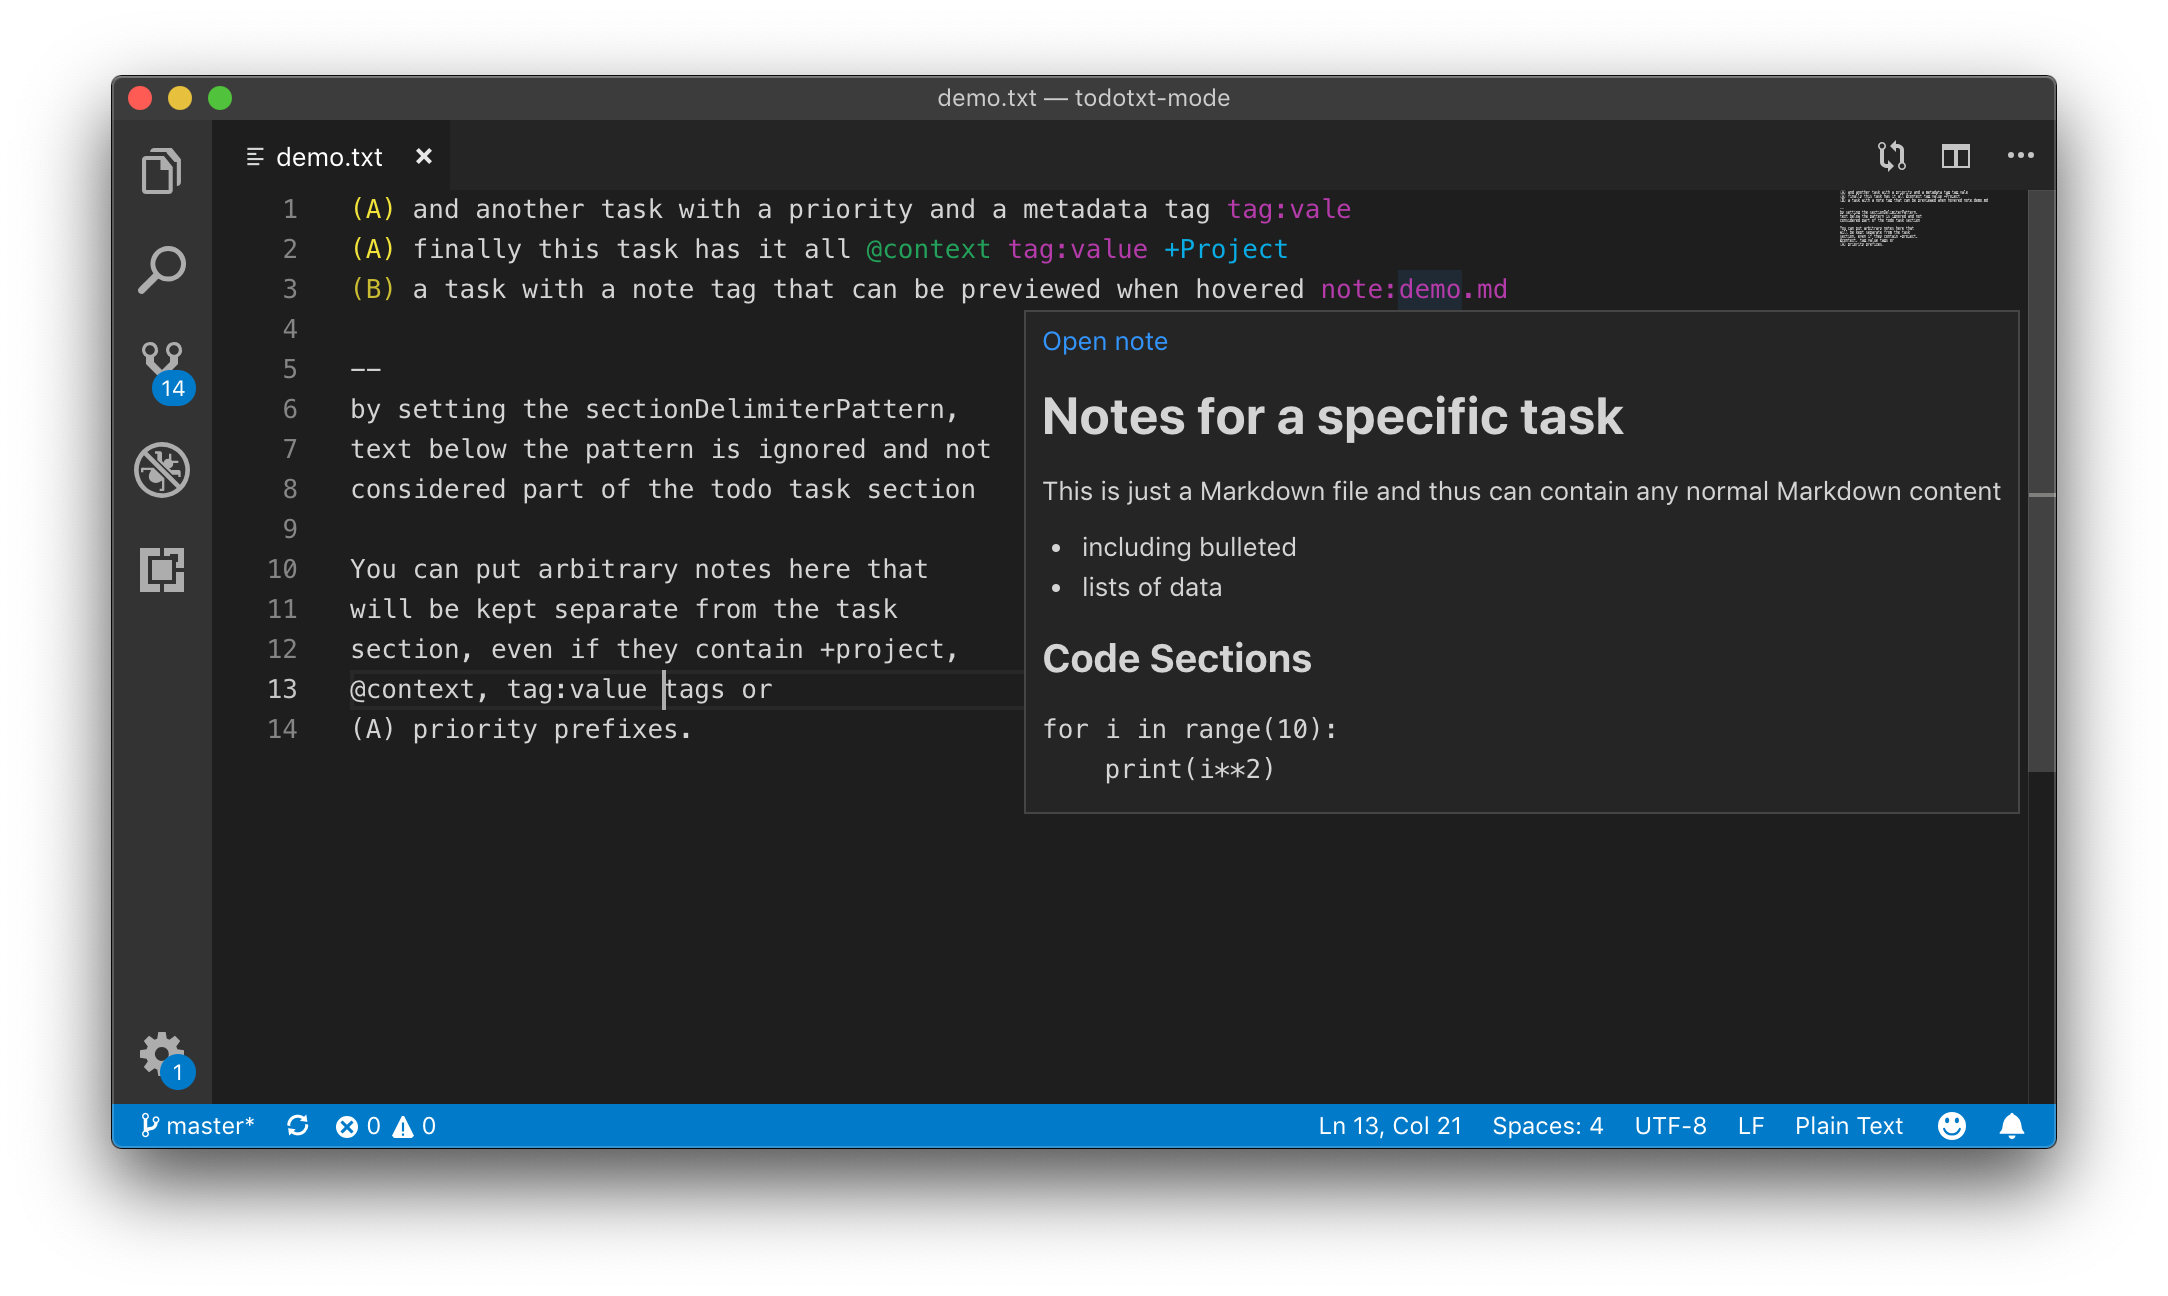 demo.txt — todotxt-mode
demo.txt
1 (A) and another task with a priority and a metadata tag tag:vale
2 (A) finally this task has it all @context tag:value +Project
3 (B) a task with a note tag that can be previewed when hovered note:demo.md
4
5 --
6 by setting the sectionDelimiterPattern,
7 text below the pattern is ignored and not
8 considered part of the todo task section
9
10 You can put arbitrary notes here that
11 will be kept separate from the task
12 section, even if they contain +project,
13 @context, tag:value tags or
14 (A) priority prefixes.
Open note
Notes for a specific task
This is just a Markdown file and thus can contain any normal Markdown content
• including bulleted
• lists of data
Code Sections
for i in range(10):
    print(i**2)
14
1
master* 0 0 Ln 13, Col 21 Spaces: 4 UTF-8 LF Plain Text